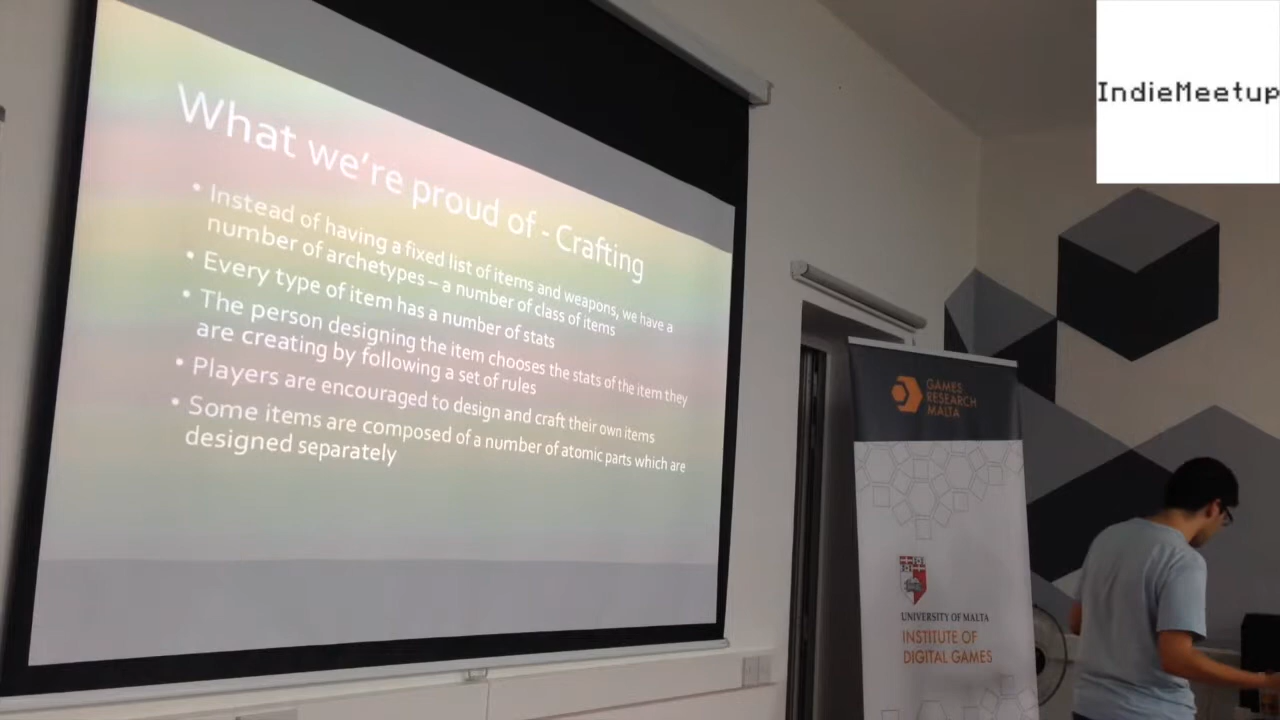 What we're proud of - Crafting
• Instead of having a fixed list of items and weapons, we have a
number of archetypes – a number of class of items
• Every type of item has a number of stats
• The person designing the item chooses the stats of the item they
are creating by following a set of rules
• Players are encouraged to design and craft their own items
• Some items are composed of a number of atomic parts which are
designed separately
IndieMeetup
GAMES
RESEARCH
MALTA
UNIVERSITY OF MALTA
INSTITUTE OF
DIGITAL GAMES